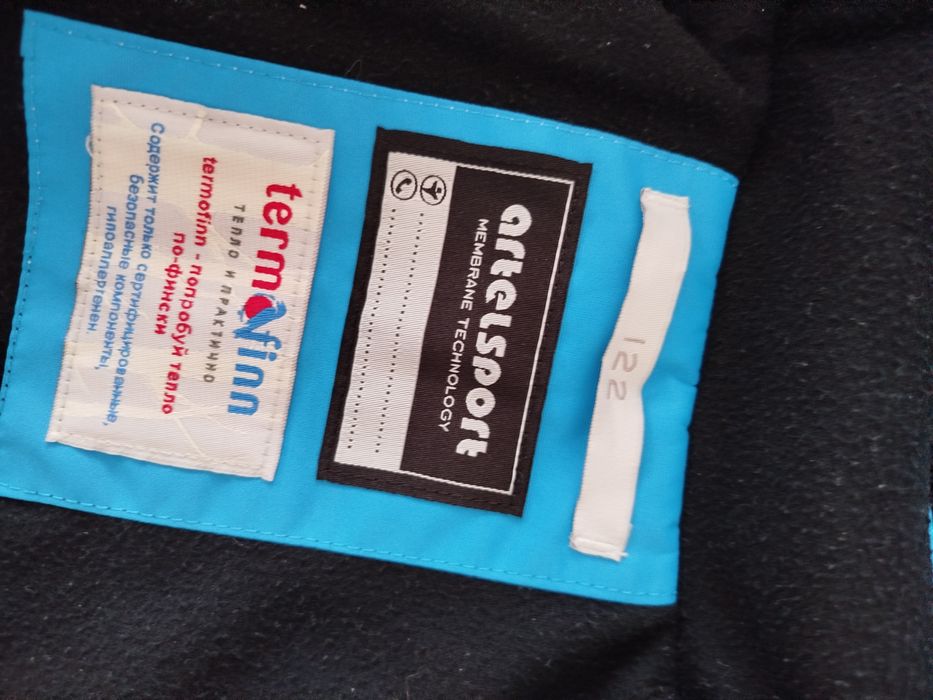 122
artelsport
MEMBRANE TECHNOLOGY
termofinn
ТЕПЛО И ПРАКТИЧНО
termofinn - попробуй тепло
по-фински
Содержит только сертифицированные,
безопасные компоненты,
гипоаллергенен.